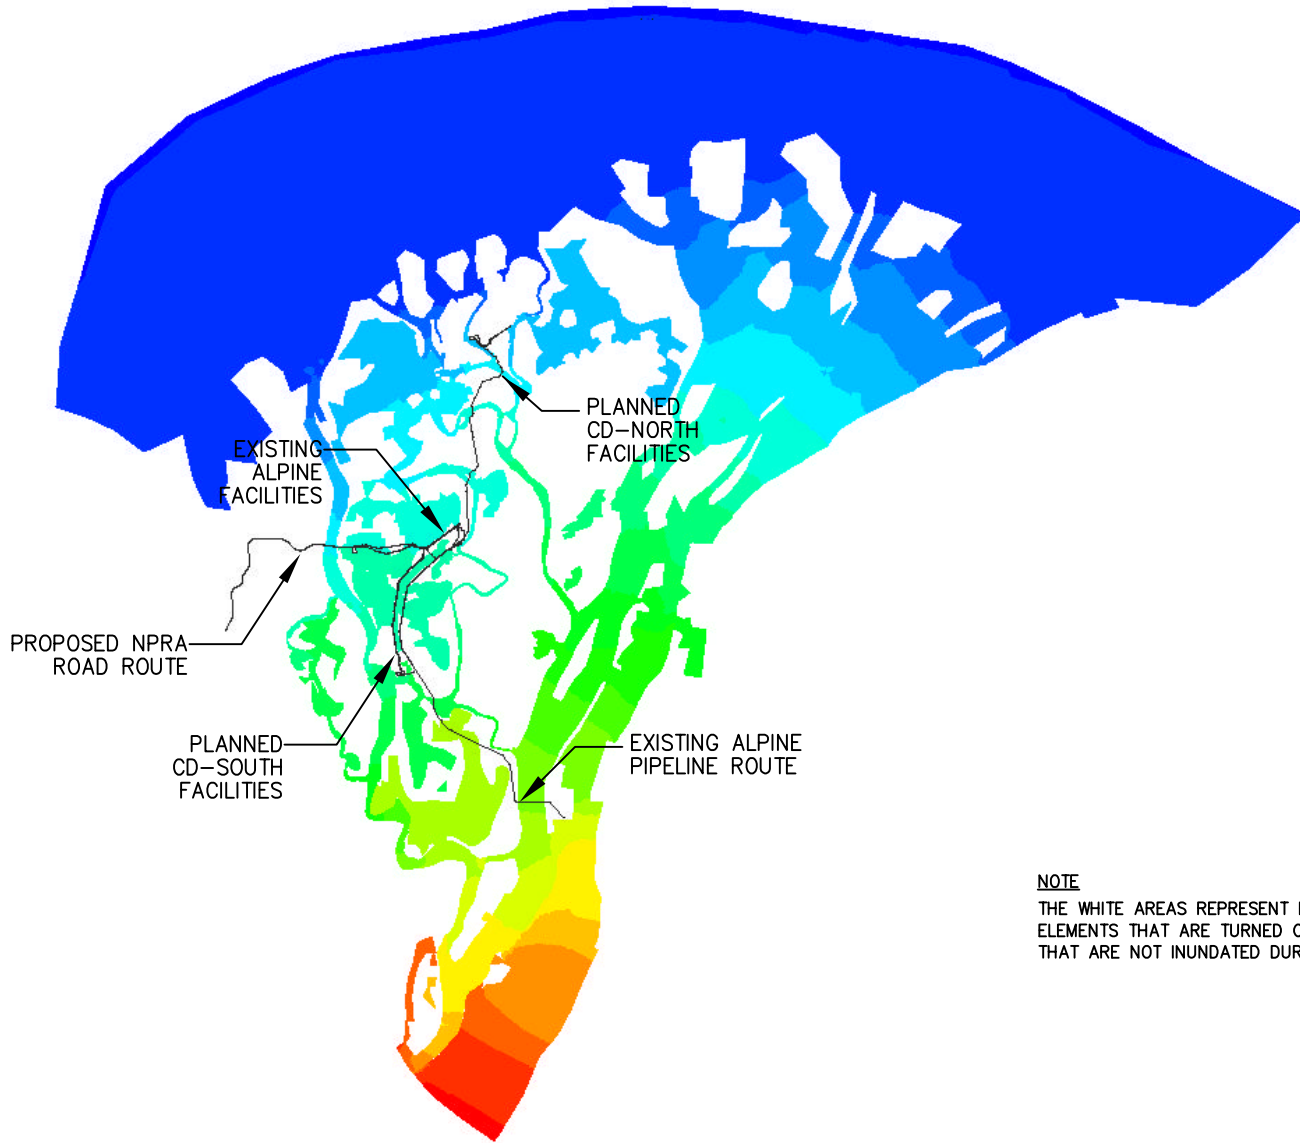 PLANNED
CD-NORTH
FACILITIES
EXISTING
ALPINE
FACILITIES
PROPOSED NPRA
ROAD ROUTE
PLANNED
CD-SOUTH
FACILITIES
EXISTING ALPINE
PIPELINE ROUTE
NOTE
THE WHITE AREAS REPRESENT
ELEMENTS THAT ARE TURNED
THAT ARE NOT INUNDATED